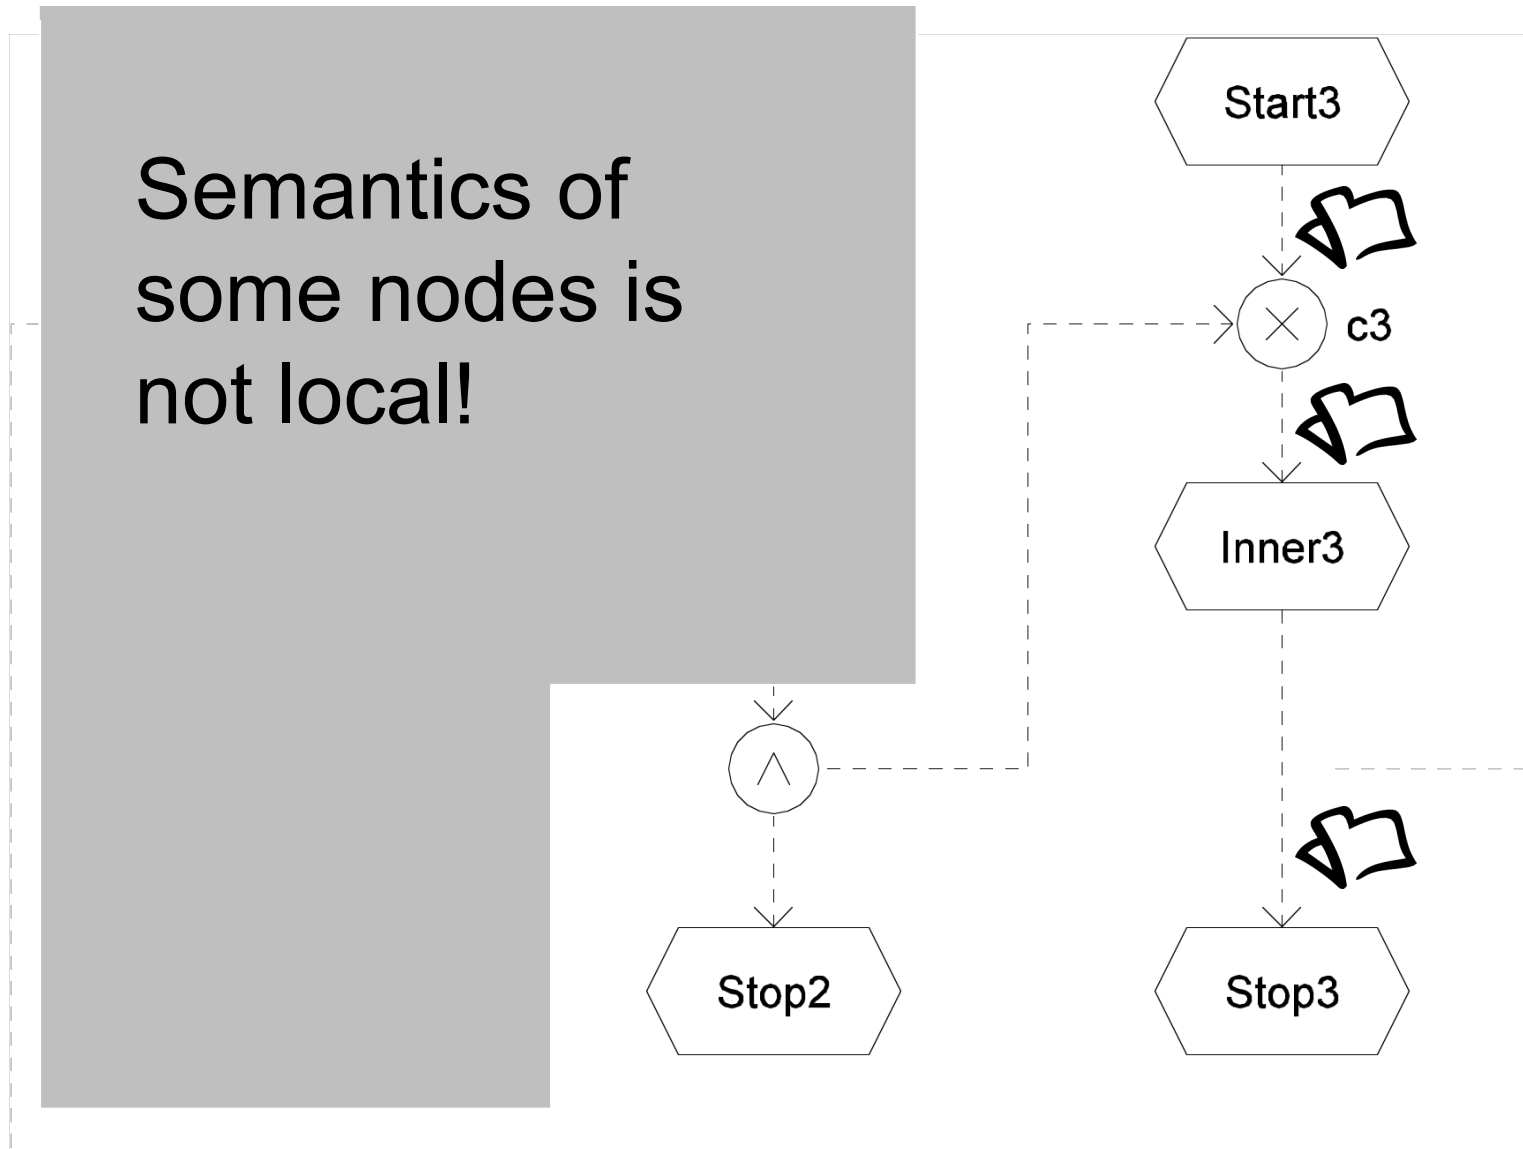 Semantics of
some nodes is
not local!
Start3
c3
Inner3
Stop2
Stop3